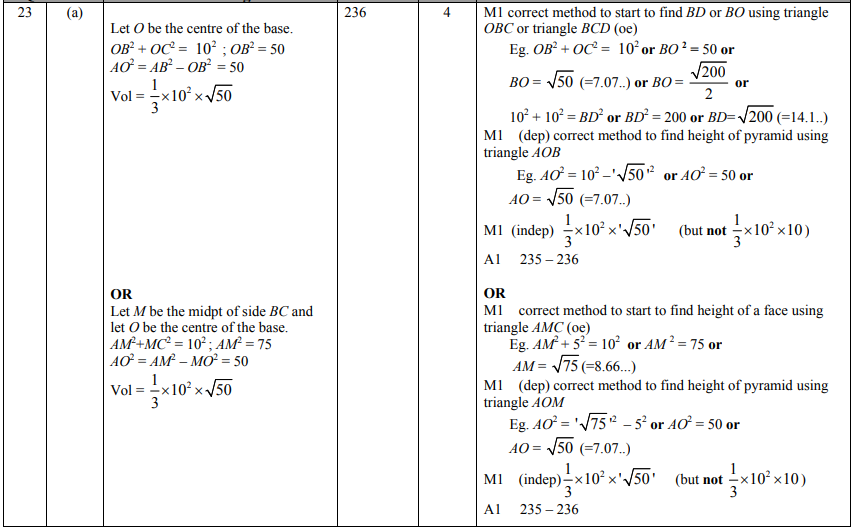 23
(a)
Let O be the centre of the base.
OB² + OC² = 10² ; OB² = 50
AO² = AB² – OB² = 50
Vol = 1/3 ×10² × √50
236
4
M1 correct method to start to find BD or BO using triangle
OBC or triangle BCD (oe)
Eg. OB² + OC² = 10² or BO ² = 50 or
BO = √50 (=7.07..) or BO = √200/2 or
10² + 10² = BD² or BD² = 200 or BD=√200 (=14.1..)
M1 (dep) correct method to find height of pyramid using
triangle AOB
Eg. AO² = 10² –'√50'² or AO² = 50 or
AO = √50 (=7.07..)
M1 (indep) 1/3 ×10² ×'√50' (but not 1/3 ×10² ×10)
A1 235 – 236
OR
Let M be the midpt of side BC and
let O be the centre of the base.
AM²+MC² = 10² ; AM² = 75
AO² = AM² – MO² = 50
Vol = 1/3 ×10² × √50
OR
M1 correct method to start to find height of a face using
triangle AMC (oe)
Eg. AM² + 5² = 10² or AM ² = 75 or
AM = √75 (=8.66...)
M1 (dep) correct method to find height of pyramid using
triangle AOM
Eg. AO² = '√75'² – 5² or AO² = 50 or
AO = √50 (=7.07..)
M1 (indep) 1/3 ×10² ×'√50' (but not 1/3 ×10² ×10)
A1 235 – 236